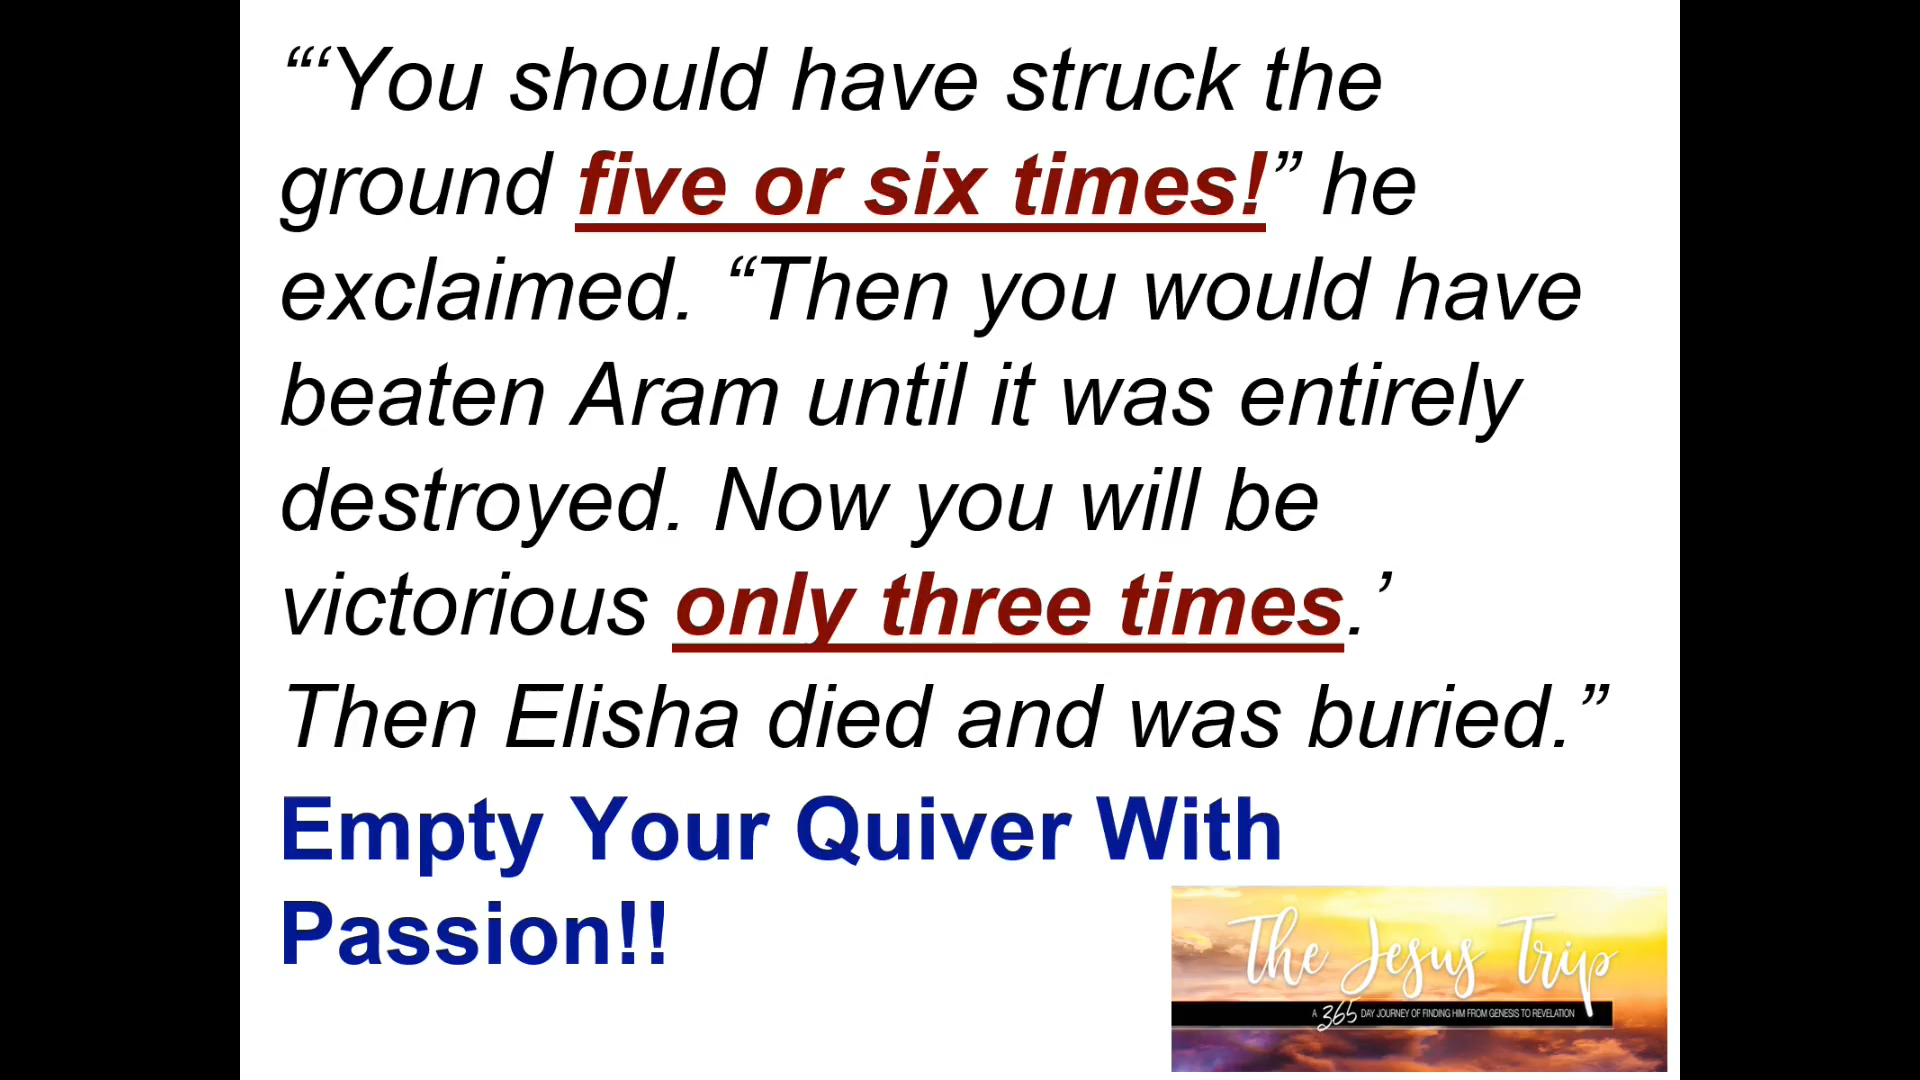 “‘You should have struck the
ground five or six times!” he
exclaimed. “Then you would have
beaten Aram until it was entirely
destroyed. Now you will be
victorious only three times.’
Then Elisha died and was buried.”
Empty Your Quiver With
Passion!!
The Jesus Trip
A 365 DAY JOURNEY OF FINDING HIM FROM GENESIS TO REVELATION